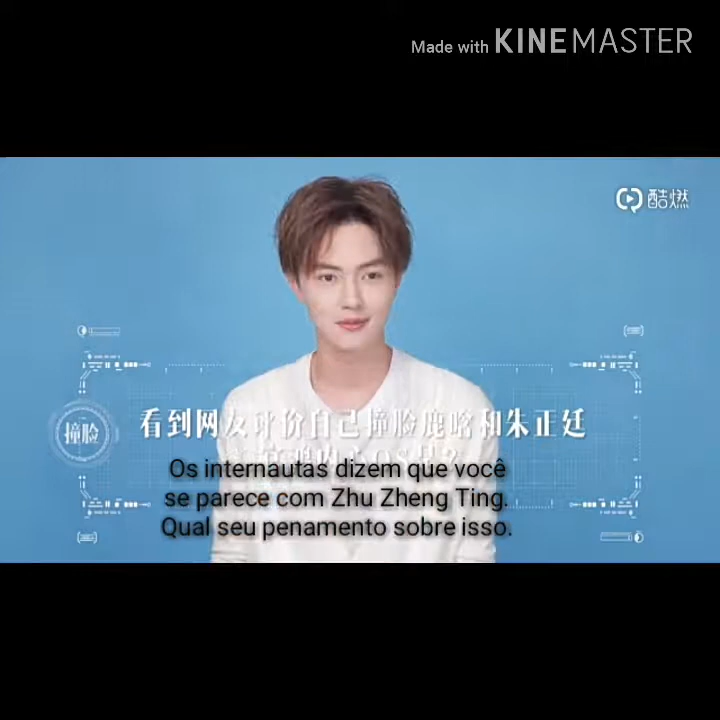 Made with KINEMASTER
酷燃
撞脸
看到网友评价自己撞脸鹿晗和朱正廷
Os internautas dizem que você
se parece com Zhu Zheng Ting.
Qual seu penamento sobre isso.